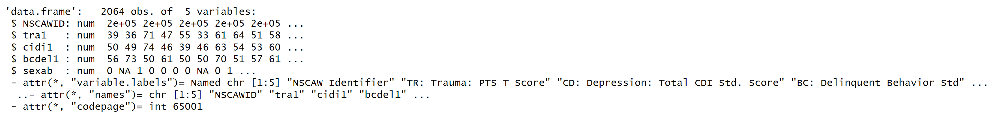 'data.frame':   2064 obs. of  5 variables:
 $ NSCAWID: num  2e+05 2e+05 2e+05 2e+05 2e+05 ...
 $ tra1   : num  39 36 71 47 55 33 61 64 51 58 ...
 $ cidi1  : num  50 49 74 46 39 46 63 54 53 60 ...
 $ bcdel1 : num  56 73 50 61 50 50 70 51 57 61 ...
 $ sexab  : num  0 NA 1 0 0 0 0 NA 0 1 ...
 - attr(*, "variable.labels")= Named chr [1:5] "NSCAW Identifier" "TR: Trauma: PTS T Score" "CD: Depression: Total CDI Std. Score" "BC: Delinquent Behavior Std" ...
  ..- attr(*, "names")= chr [1:5] "NSCAWID" "tra1" "cidi1" "bcdel1" ...
 - attr(*, "codepage")= int 65001